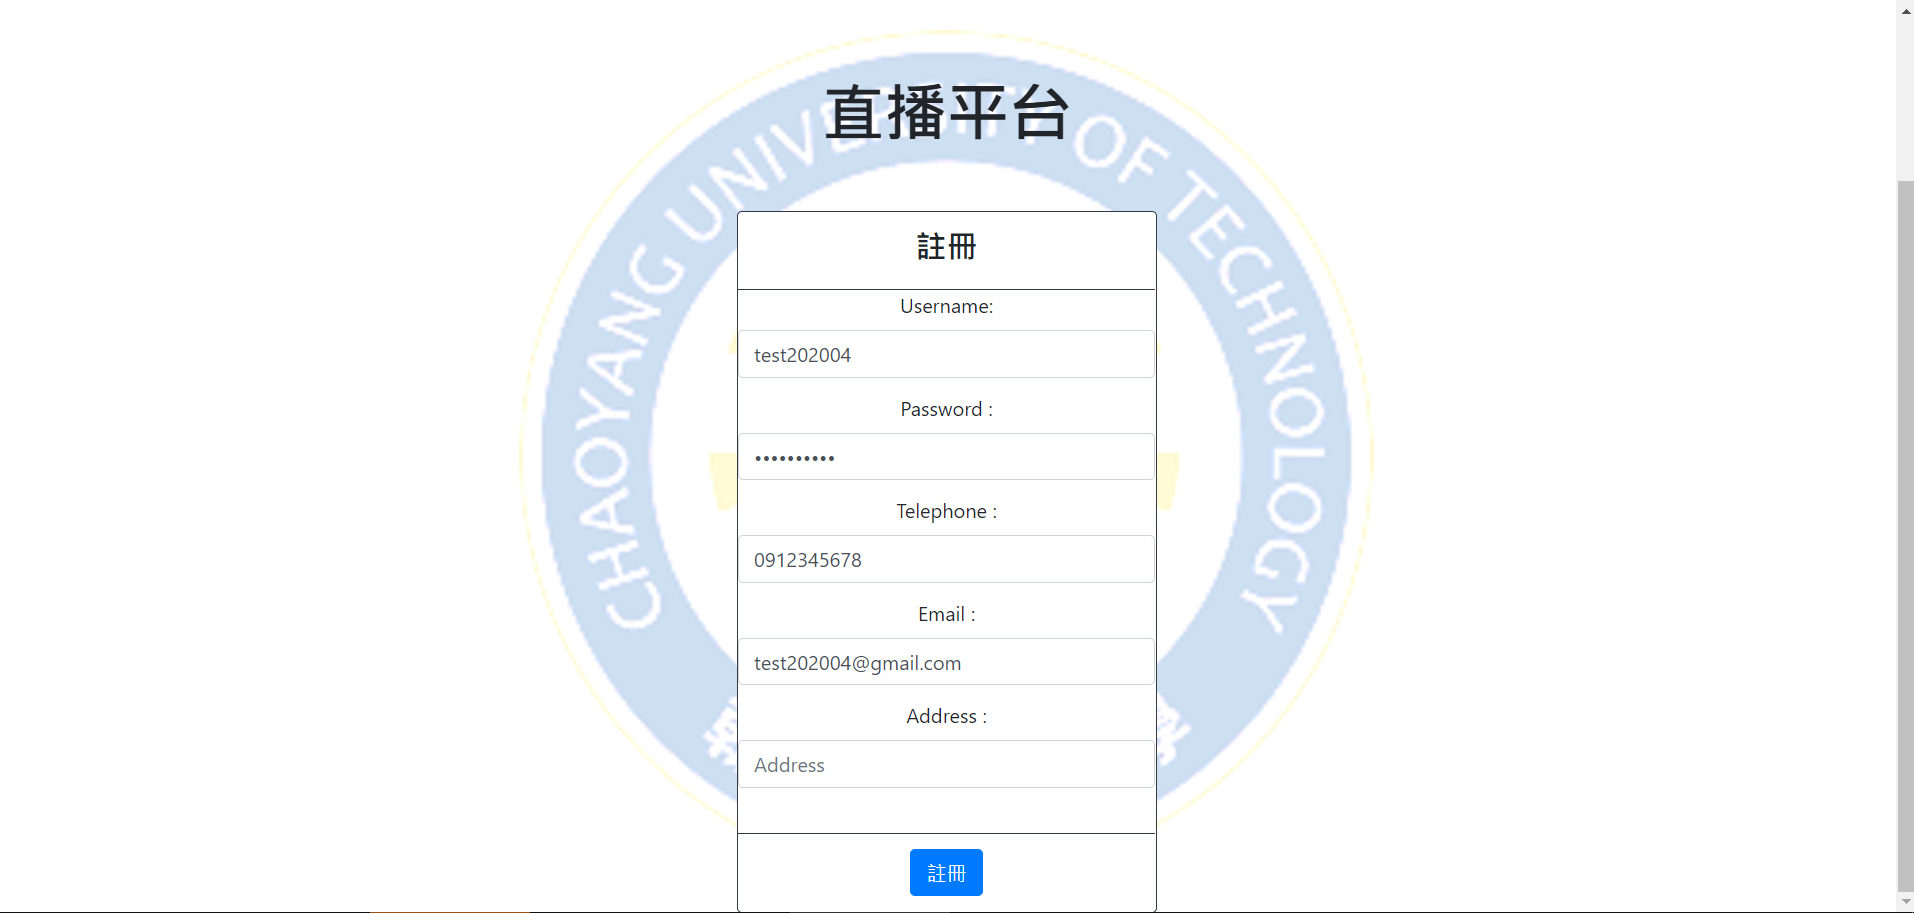 CHAOYANG UNIVERSITY OF TECHNOLOGY
直播平台
註冊
Username:
test202004
Password :
••••••••••
Telephone :
0912345678
Email :
test202004@gmail.com
Address :
Address
註冊